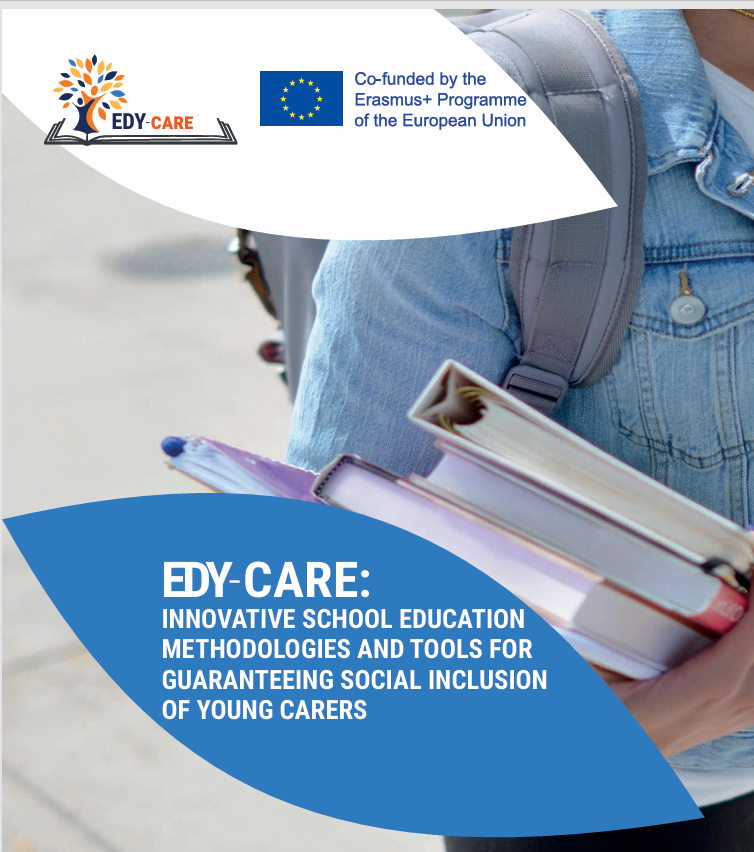 EDY-CARE
Co-funded by the
Erasmus+ Programme
of the European Union
EDY-CARE:
INNOVATIVE SCHOOL EDUCATION
METHODOLOGIES AND TOOLS FOR
GUARANTEEING SOCIAL INCLUSION
OF YOUNG CARERS